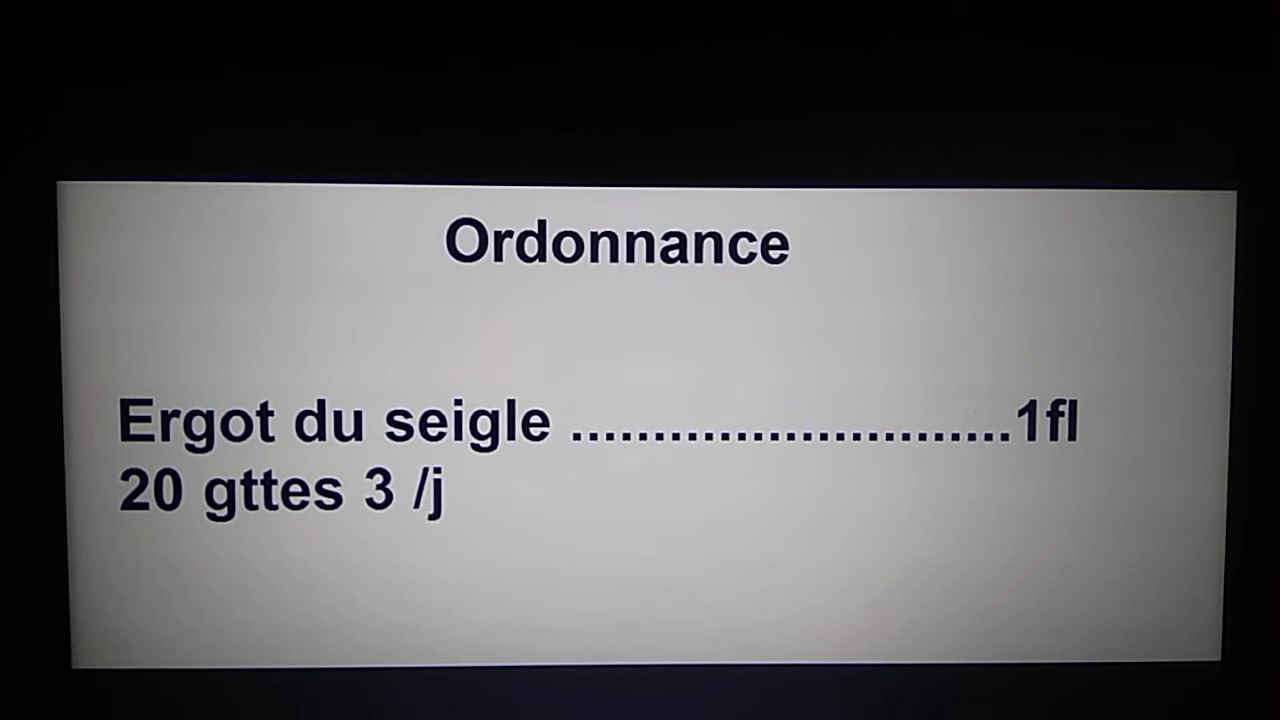 Ordonnance
Ergot du seigle ...........................1fl
20 gttes 3 /j